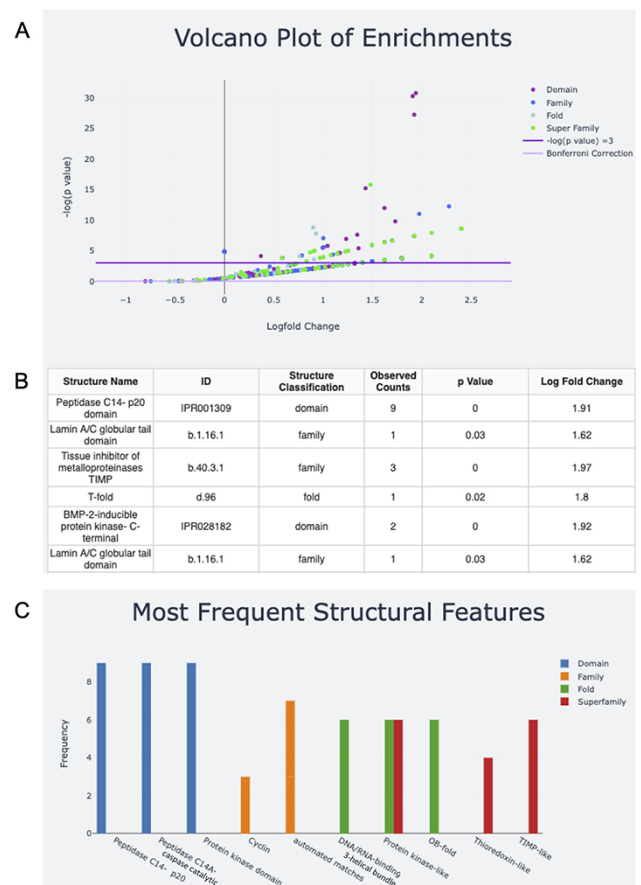 A
Volcano Plot of Enrichments
-log(p value)
30
25
20
15
10
5
0
−1
−0.5
0
0.5
1
1.5
2
2.5
Logfold Change
Domain
Family
Fold
Super Family
-log(p value) =3
Bonferroni Correction
B
Structure Name ID Structure Classification Observed Counts p Value Log Fold Change
Peptidase C14- p20 domain IPR001309 domain 9 0 1.91
Lamin A/C globular tail domain b.1.16.1 family 1 0.03 1.62
Tissue inhibitor of metalloproteinases TIMP b.40.3.1 family 3 0 1.97
T-fold d.96 fold 1 0.02 1.8
BMP-2-inducible protein kinase- C-terminal IPR028182 domain 2 0 1.92
Lamin A/C globular tail domain b.1.16.1 family 1 0.03 1.62
C
Most Frequent Structural Features
Frequency
8
6
4
2
0
Peptidase C14- p20
Peptidase C14A-
caspase catalytic
Protein kinase domain
Cyclin
automated matches
DNA/RNA-binding
3-helical bundle
Protein kinase-like
OB-fold
Thioredoxin-like
TIMP-like
Domain
Family
Fold
Superfamily